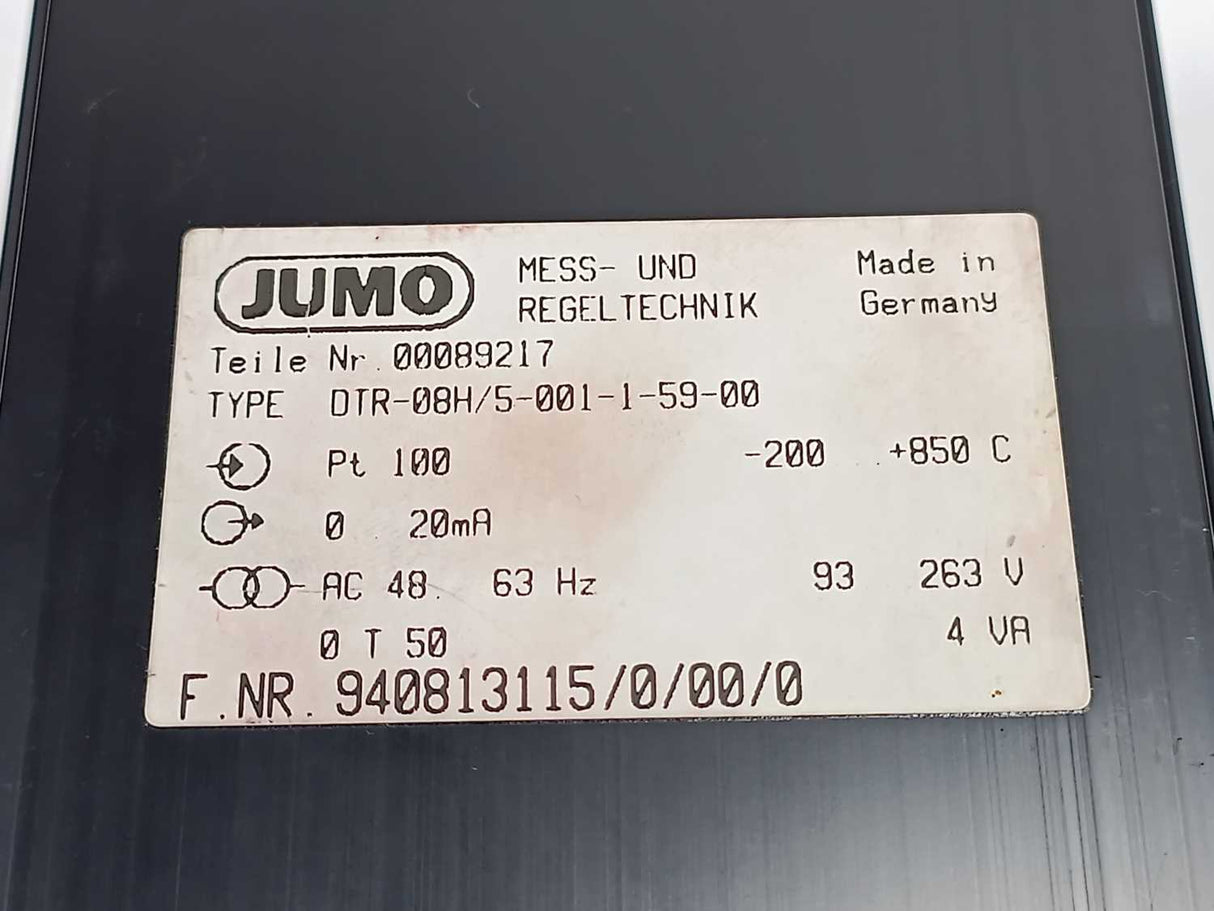 JUMO MESS- UND Made in
REGELTECHNIK Germany
Teile Nr. 00089217
TYPE DTR-08H/5-001-1-59-00
Pt 100 -200 ..+850 C
0 .. 20mA
AC 48.. 63 Hz 93 263 V
0 T 50 4 VA
F.NR. 940813115/0/00/0